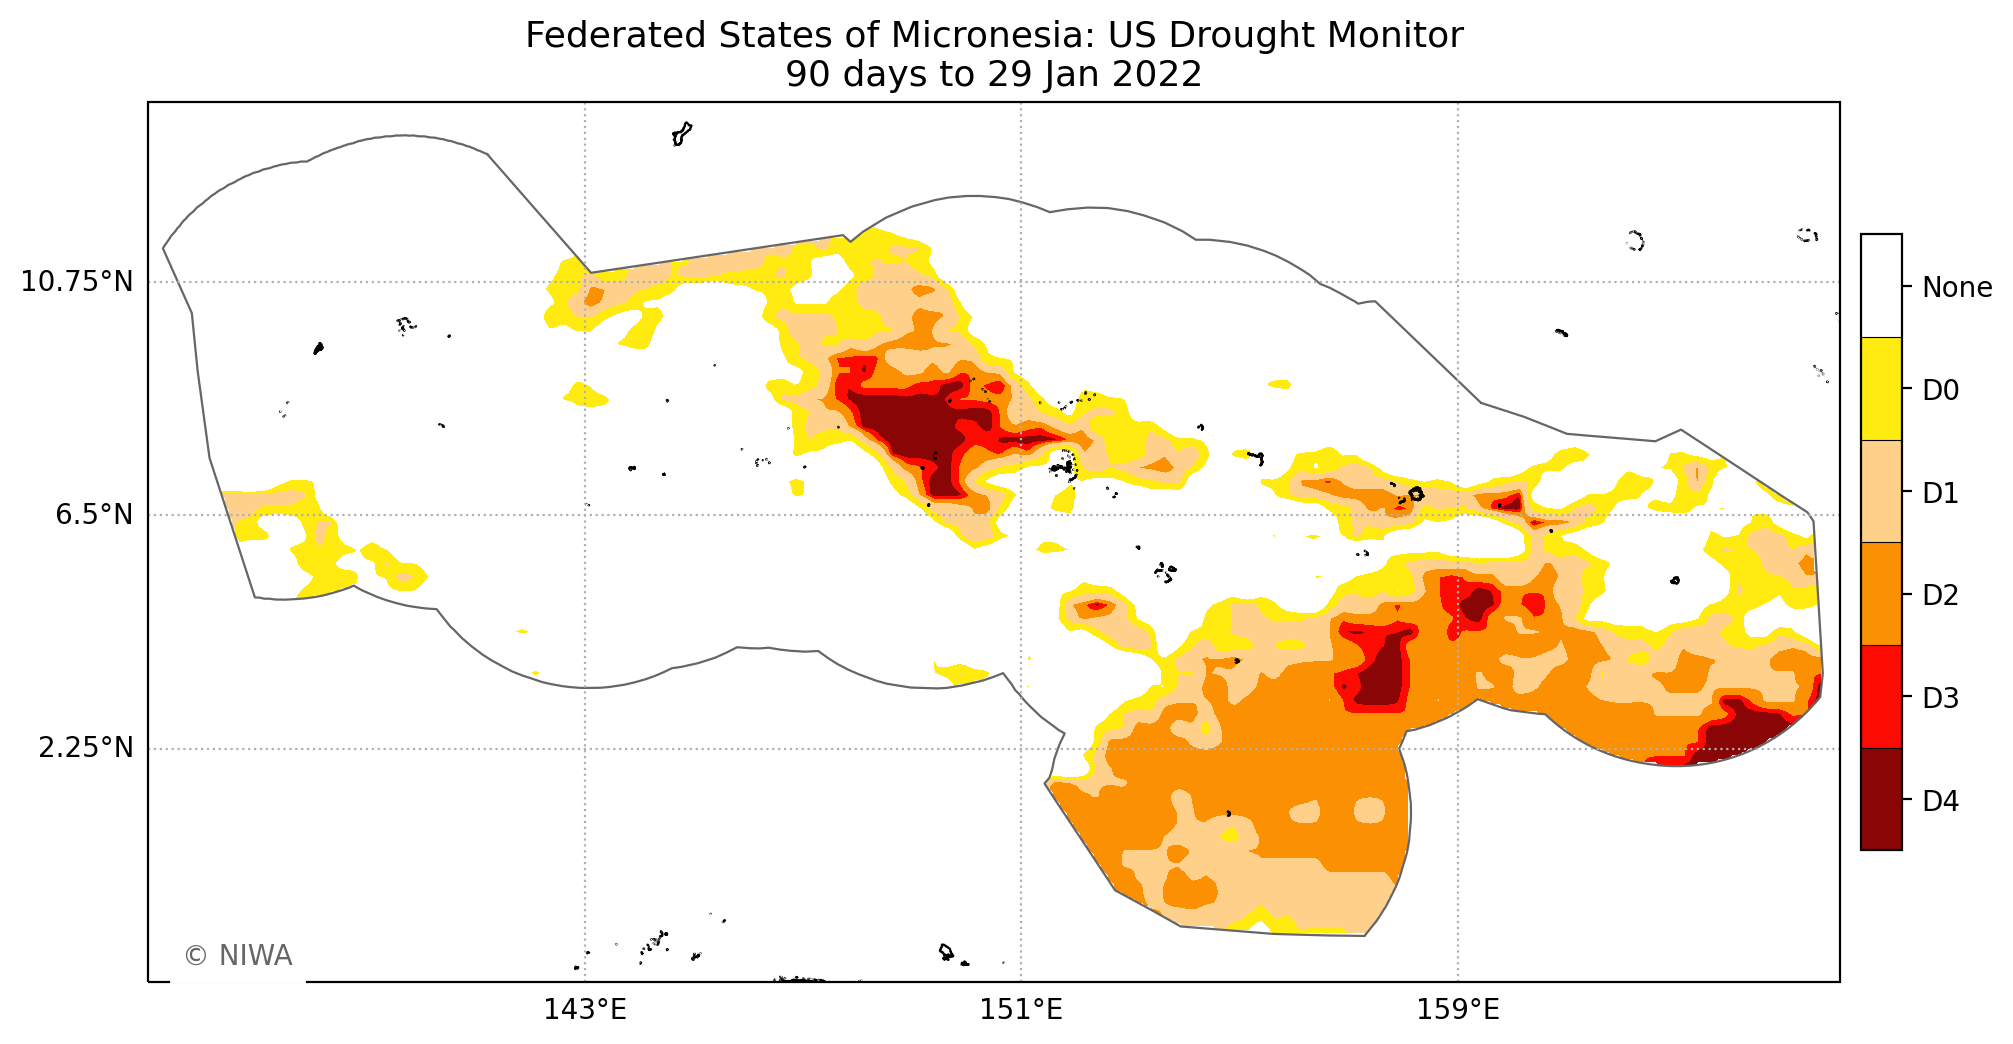 Federated States of Micronesia: US Drought Monitor
90 days to 29 Jan 2022
10.75°N
6.5°N
2.25°N
143°E
151°E
159°E
None
D0
D1
D2
D3
D4
© NIWA